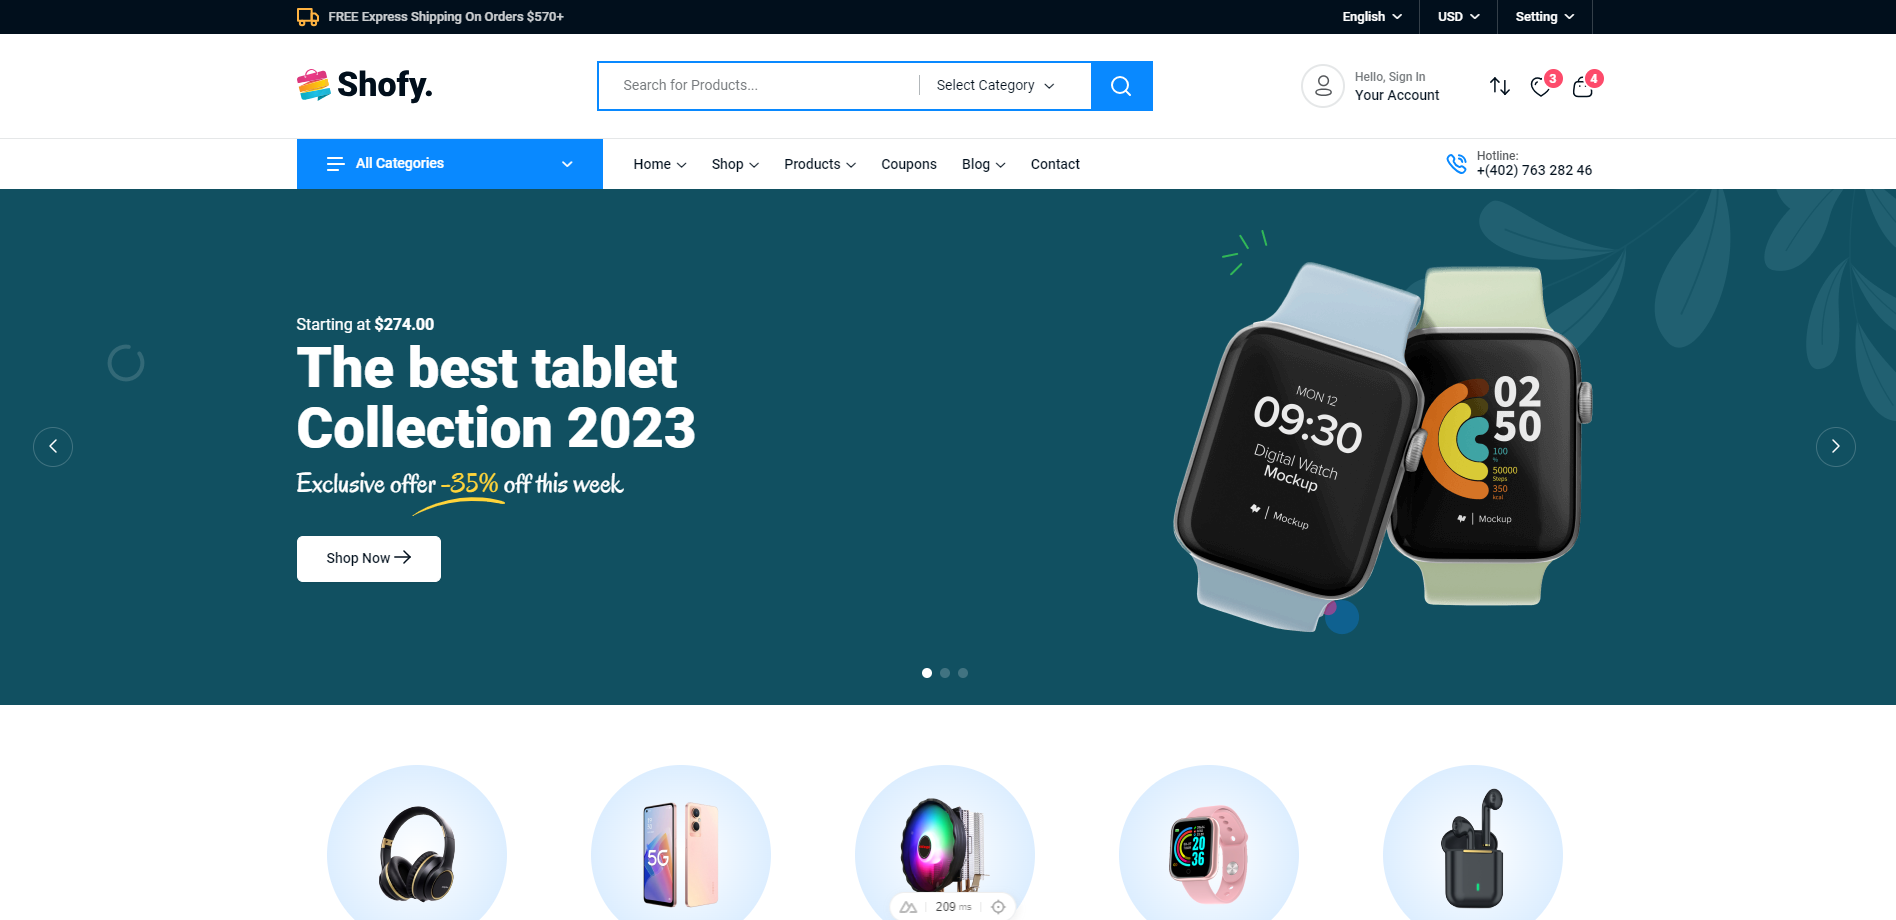 FREE Express Shipping On Orders $570+
English
USD
Setting
Shofy.
Search for Products...
Select Category
Hello, Sign In
Your Account
3
4
All Categories
Home
Shop
Products
Coupons
Blog
Contact
Hotline:
+(402) 763 282 46
Starting at $274.00
The best tablet
Collection 2023
Exclusive offer -35% off this week
Shop Now
MON 12
09:30
Digital Watch
Mockup
Mockup
02
50
100
%
50000
Steps
350
kcal
Mockup
5G
20
36
209 ms